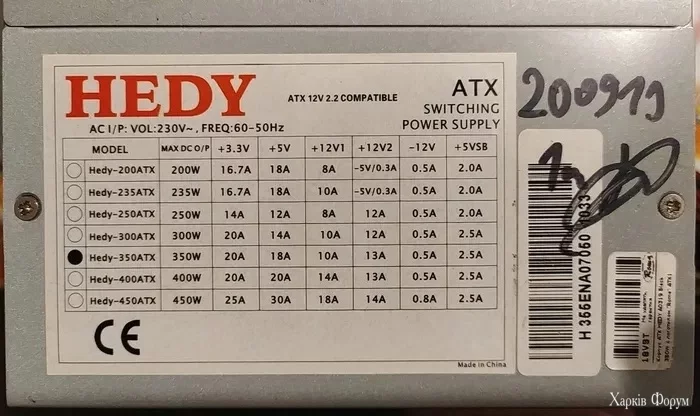 HEDY
ATX 12V 2.2 COMPATIBLE
ATX
SWITCHING
POWER SUPPLY
AC I/P: VOL:230V~, FREQ:60-50Hz
MODEL MAX DC O/P +3.3V +5V +12V1 +12V2 -12V +5VSB
Hedy-200ATX 200W 16.7A 18A 8A -5V/0.3A 0.5A 2.0A
Hedy-235ATX 235W 16.7A 18A 10A -5V/0.3A 0.5A 2.0A
Hedy-250ATX 250W 14A 12A 8A 12A 0.5A 2.0A
Hedy-300ATX 300W 20A 14A 10A 12A 0.5A 2.5A
Hedy-350ATX 350W 20A 18A 10A 13A 0.5A 2.5A
Hedy-400ATX 400W 20A 20A 14A 13A 0.5A 2.5A
Hedy-450ATX 450W 25A 30A 18A 14A 0.8A 2.5A
CE
Made in China
200919
18VBT
Харків Форум